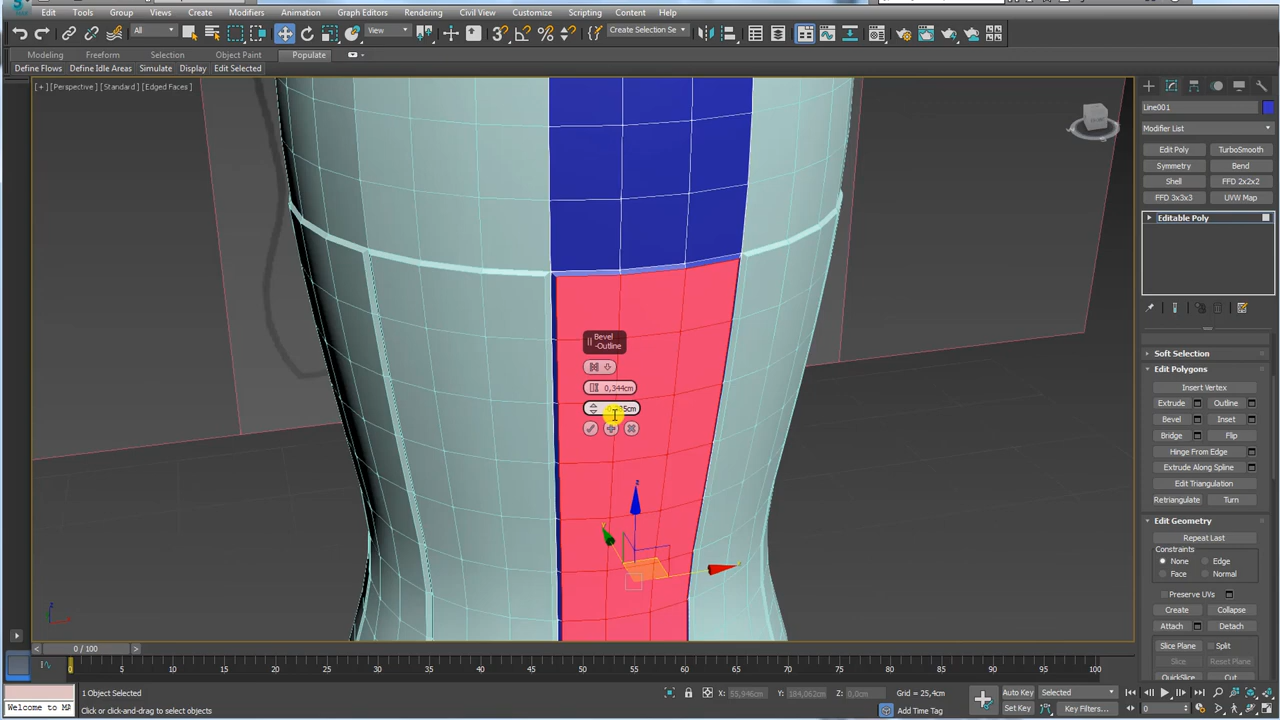 Edit Tools Group Views Create Modifiers Animation Graph Editors Rendering Civil View Customize Scripting Content Help
All View Create Selection Se
Modeling Freeform Selection Object Paint Populate
Define Flows Define Idle Areas Simulate Display Edit Selected
[+] [Perspective] [Standard] [Edged Faces]
Line001
Modifier List
Edit Poly TurboSmooth
Symmetry Bend
Shell FFD 2x2x2
FFD 3x3x3 UVW Map
Editable Poly
Bevel
-Outline
0,344cm
Soft Selection
Edit Polygons
Insert Vertex
Extrude Outline
Bevel Inset
Bridge Flip
Hinge From Edge
Extrude Along Spline
Edit Triangulation
Retriangulate Turn
Edit Geometry
Repeat Last
Constraints
None Edge
Face Normal
Preserve UVs
Create Collapse
Attach Detach
Slice Plane Split
Slice Reset Plane
QuickSlice Cut
0 / 100
0 5 10 15 20 25 30 35 40 45 50 55 60 65 70 75 80 85 90 95 100
1 Object Selected X: 55,946cm Y: 184,062cm Z: 0,0cm Grid = 25,4cm Auto Key Selected
Welcome to MA Click or click-and-drag to select objects Add Time Tag Set Key Key Filters... 0